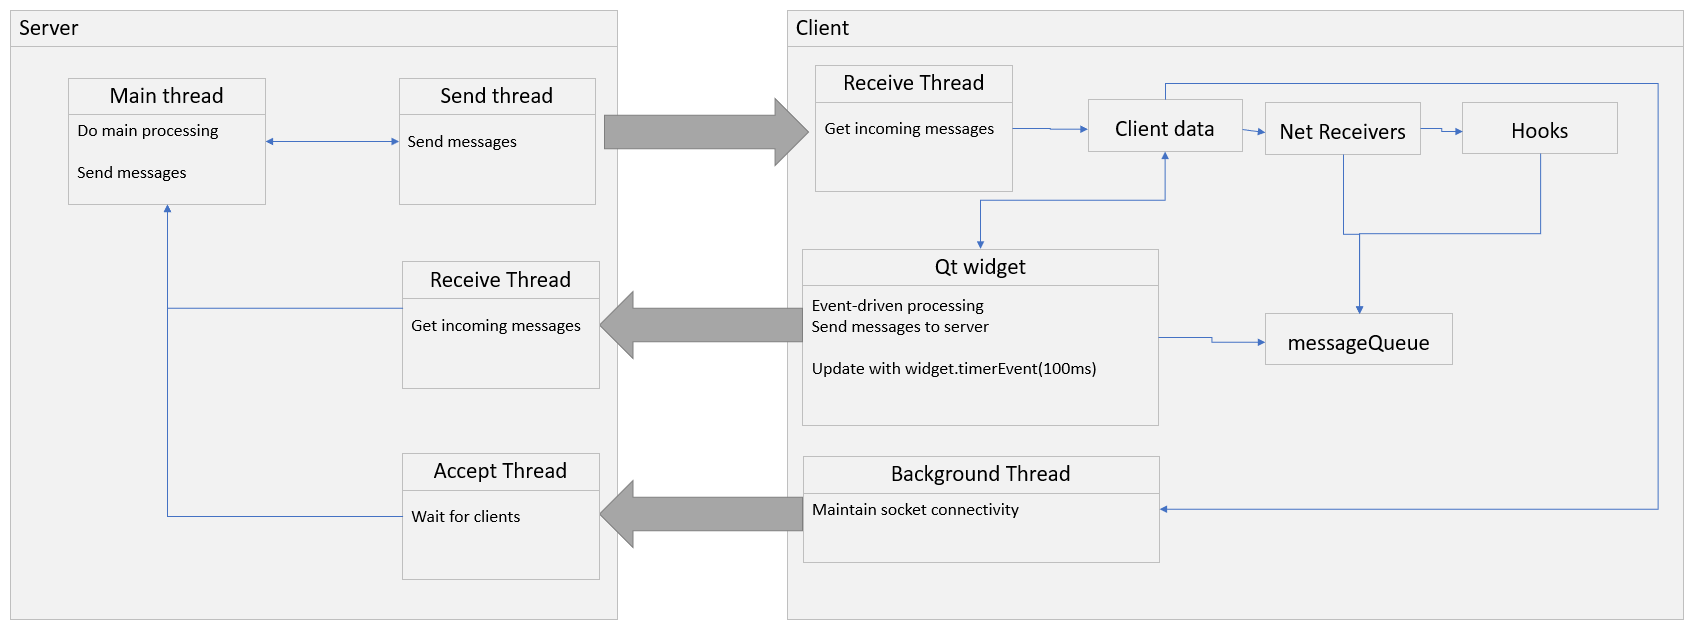 Server
Main thread
Do main processing
Send messages
Send thread
Send messages
Receive Thread
Get incoming messages
Accept Thread
Wait for clients
Client
Receive Thread
Get incoming messages
Client data
Net Receivers
Hooks
Qt widget
Event-driven processing
Send messages to server
Update with widget.timerEvent(100ms)
messageQueue
Background Thread
Maintain socket connectivity